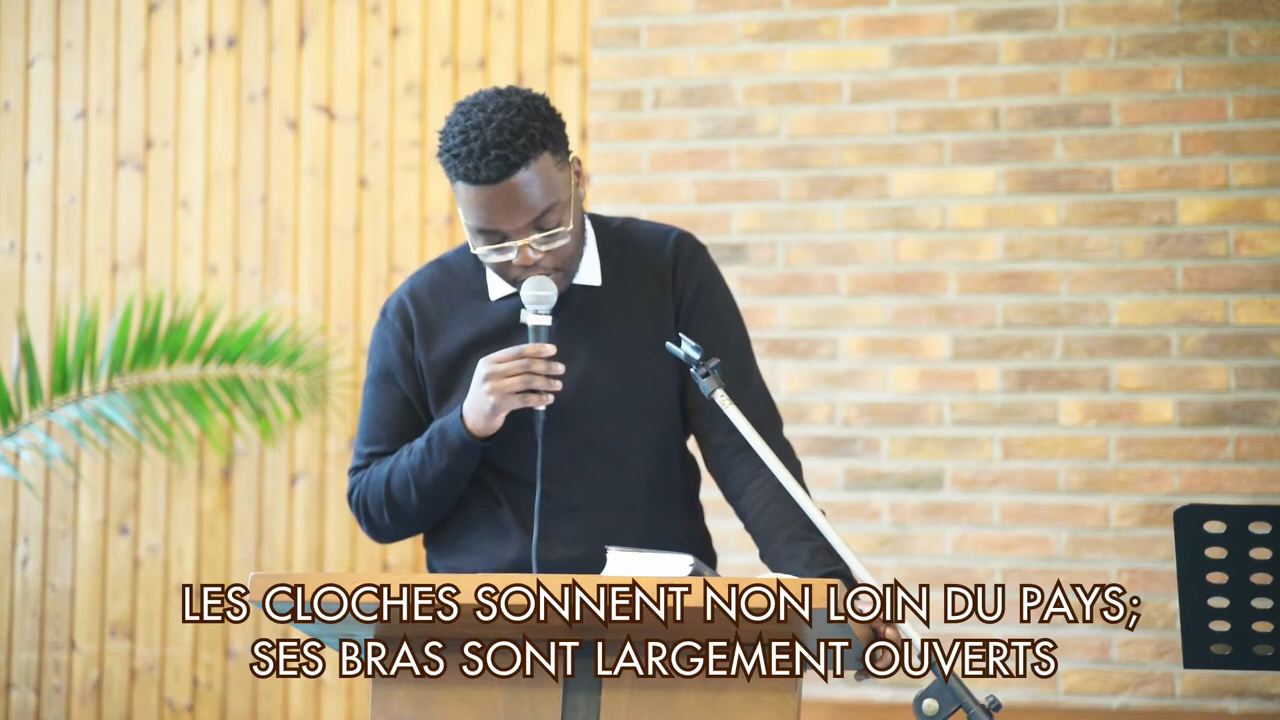 LES CLOCHES SONNENT NON LOIN DU PAYS;
SES BRAS SONT LARGEMENT OUVERTS